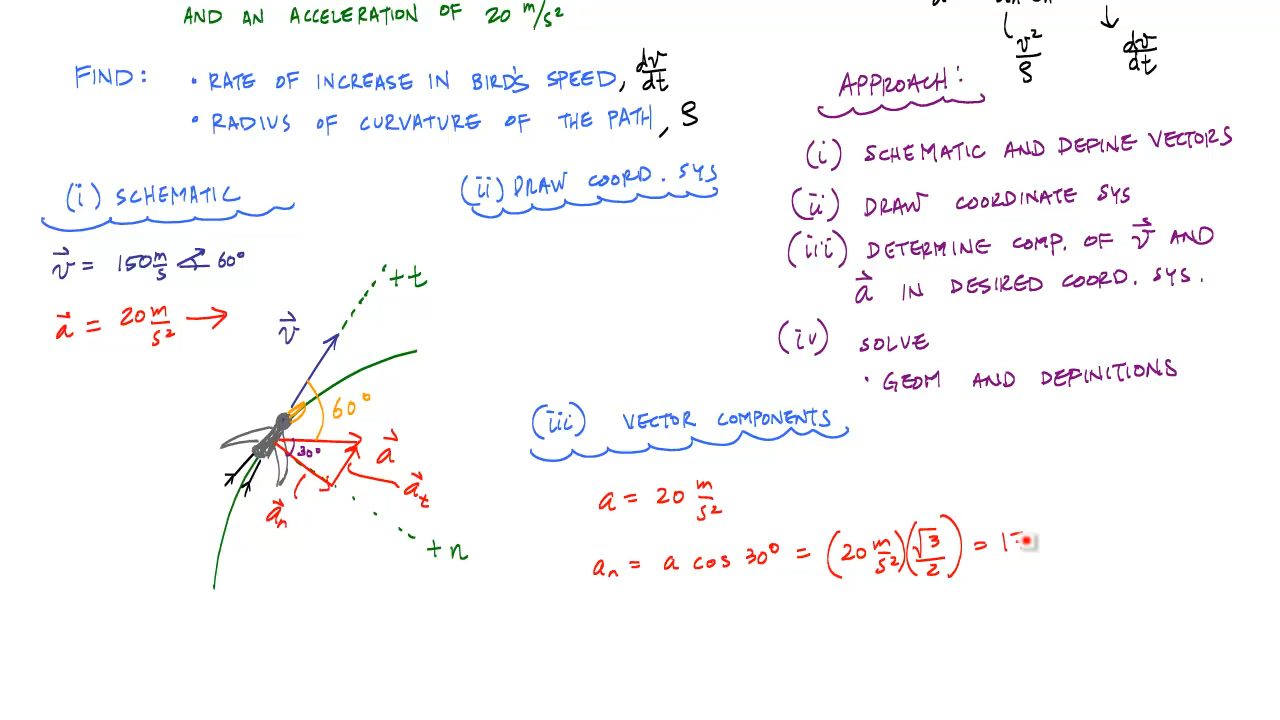 AND AN ACCELERATION OF 20 m/s²
v²/ρ
dv/dt
FIND: • RATE OF INCREASE IN BIRD'S SPEED, dv/dt
• RADIUS OF CURVATURE OF THE PATH, ρ
APPROACH:
(i) SCHEMATIC AND DEFINE VECTORS
(ii) DRAW COORDINATE SYS
(iii) DETERMINE COMP. OF v⃗ AND
a⃗ IN DESIRED COORD. SYS.
(iv) SOLVE
• GEOM AND DEFINITIONS
(i) SCHEMATIC
v⃗ = 150 m/s ∡ 60°
a⃗ = 20 m/s² →
(ii) DRAW COORD. SYS
+t
v⃗
60°
30°
a⃗
a⃗t
a⃗n
+n
(iii) VECTOR COMPONENTS
a = 20 m/s²
an = a cos 30° = (20 m/s²)(√3/2) = 1